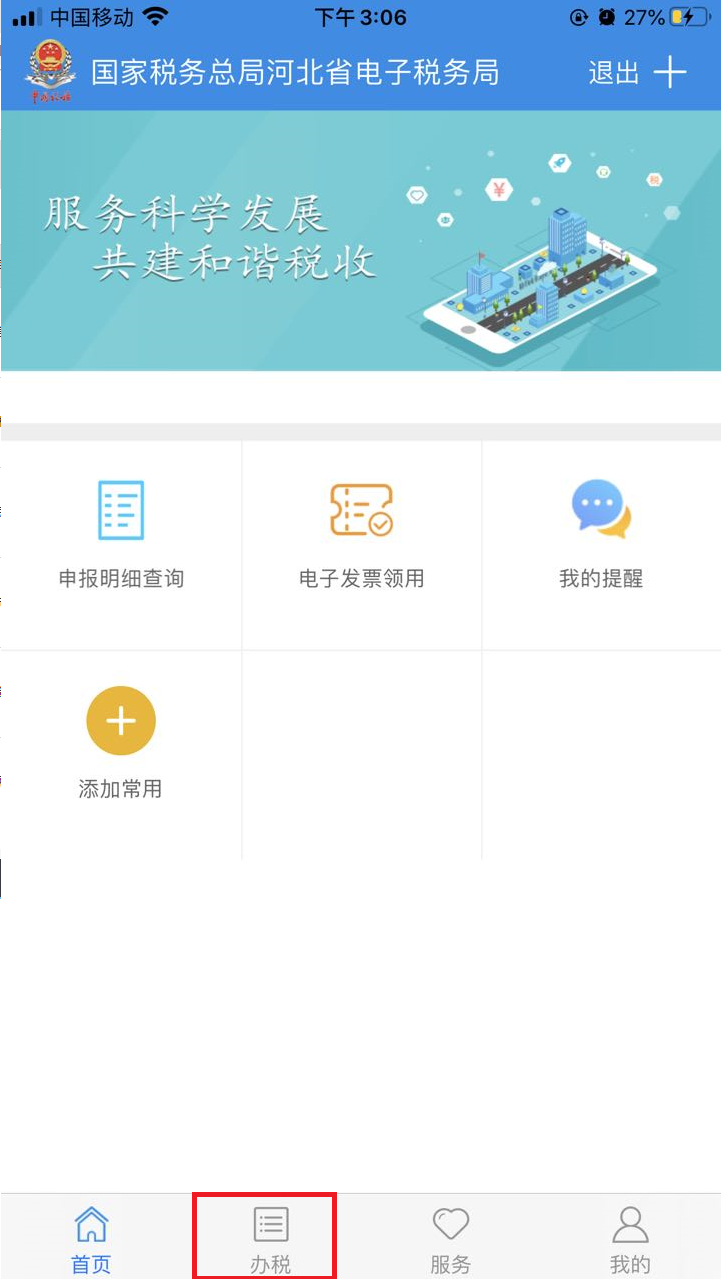 中国移动 下午 3:06 27%
国家税务总局河北省电子税务局 退出
服务科学发展
共建和谐税收
申报明细查询 电子发票领用 我的提醒
添加常用
首页 办税 服务 我的